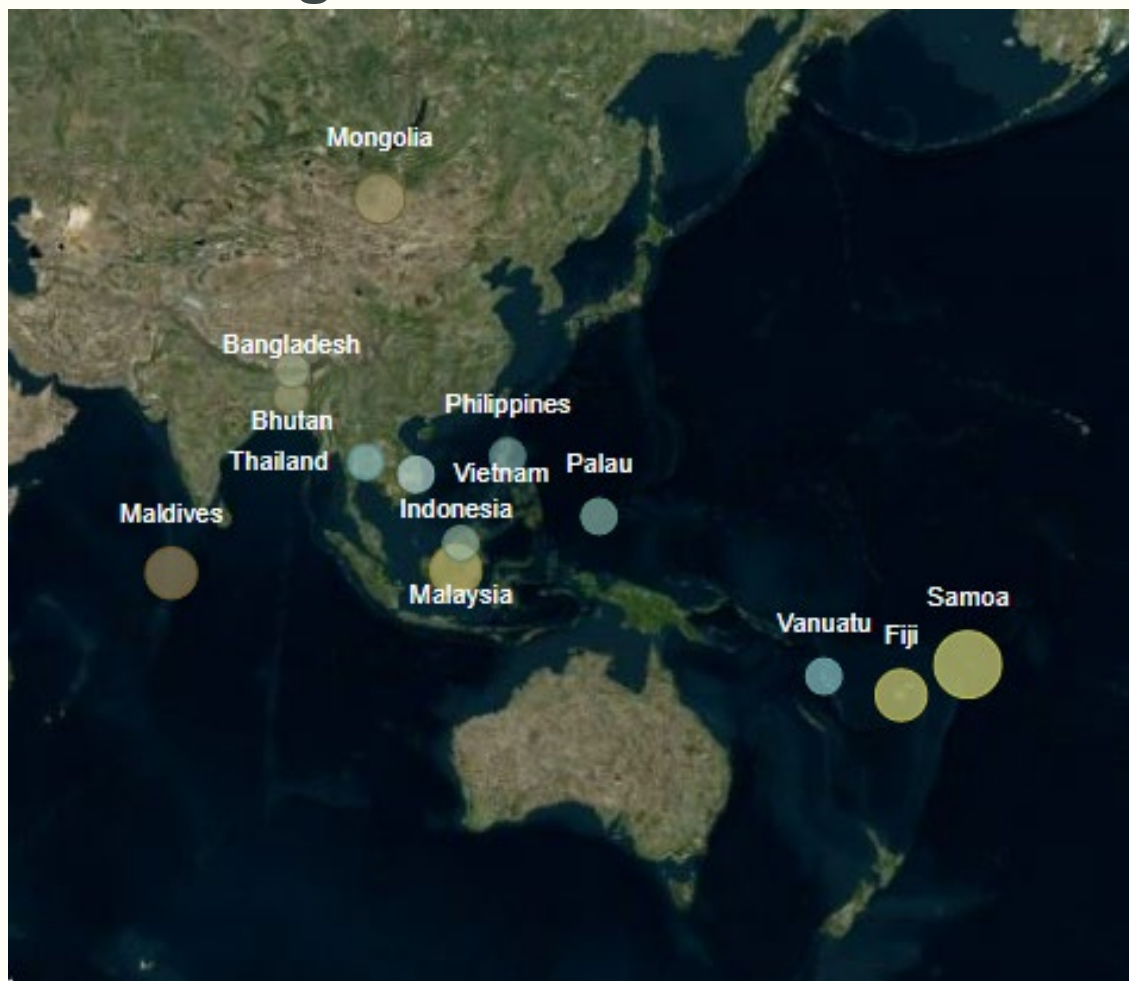 Mongolia
Bangladesh
Philippines
Bhutan
Thailand
Vietnam
Palau
Indonesia
Maldives
Malaysia
Samoa
Vanuatu
Fiji